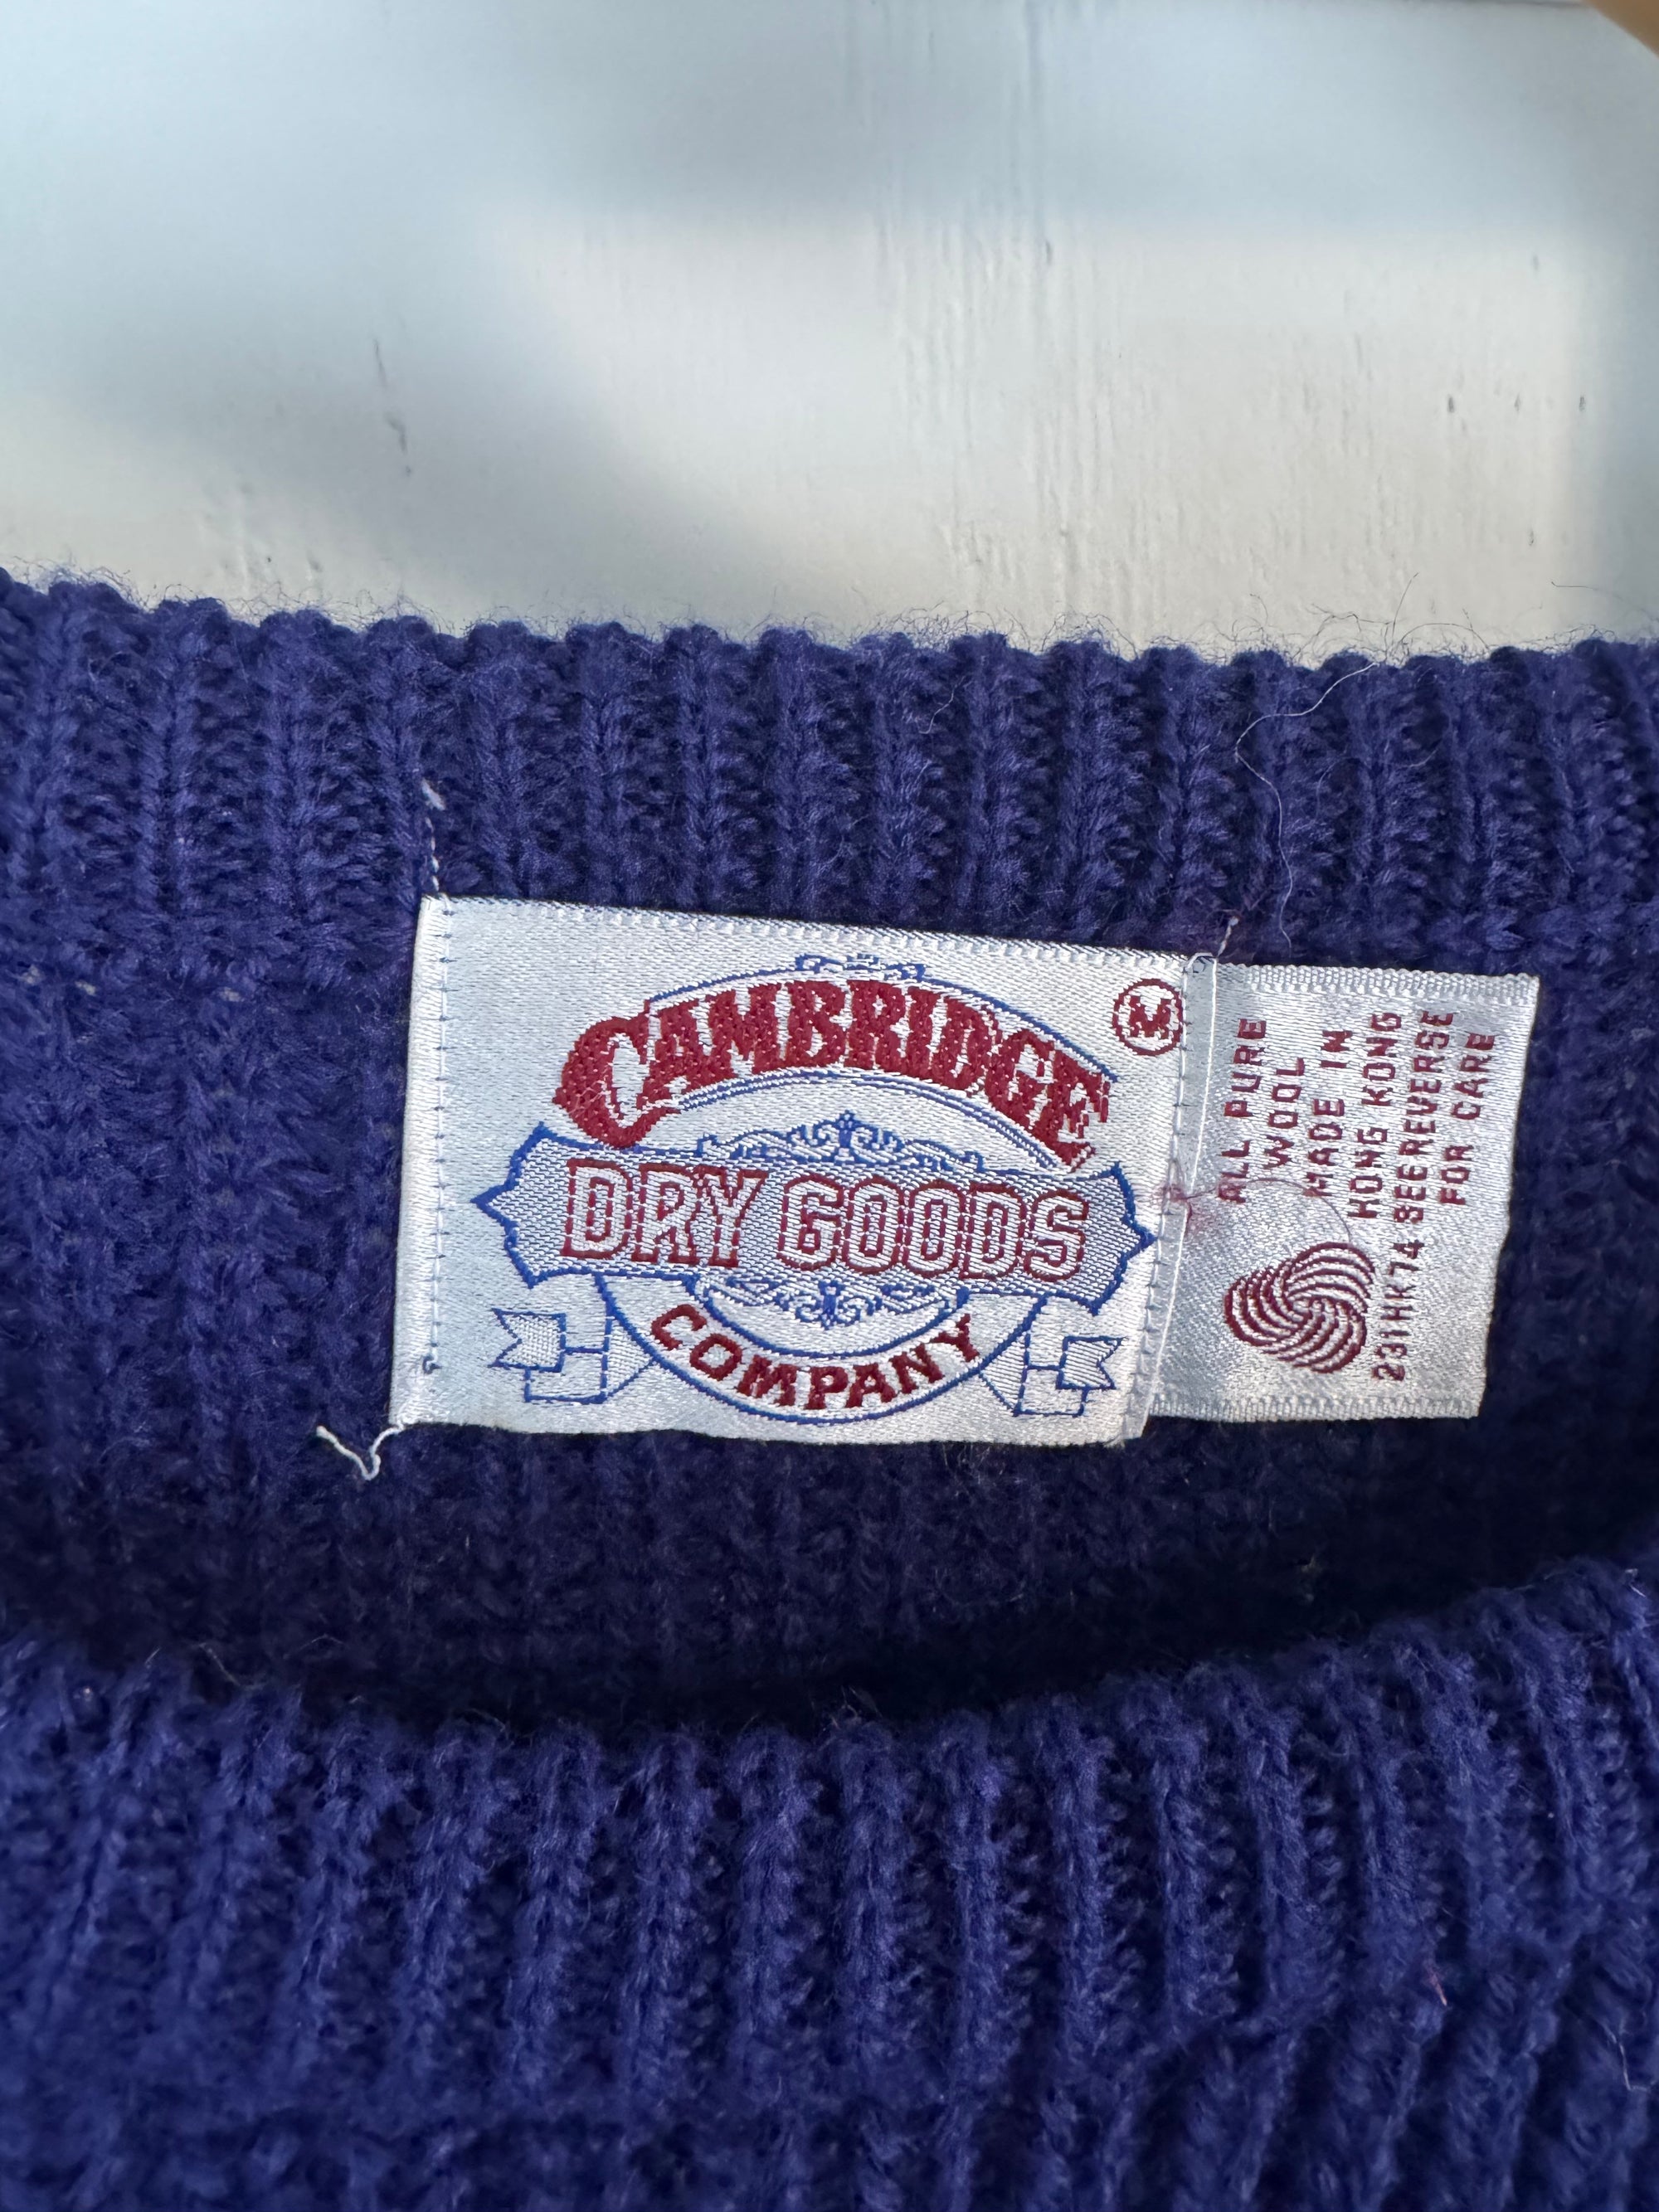 CAMBRIDGE
DRY GOODS
COMPANY
M
ALL PURE
WOOL
MADE IN
HONG KONG
231HK74 SEE REVERSE
FOR CARE